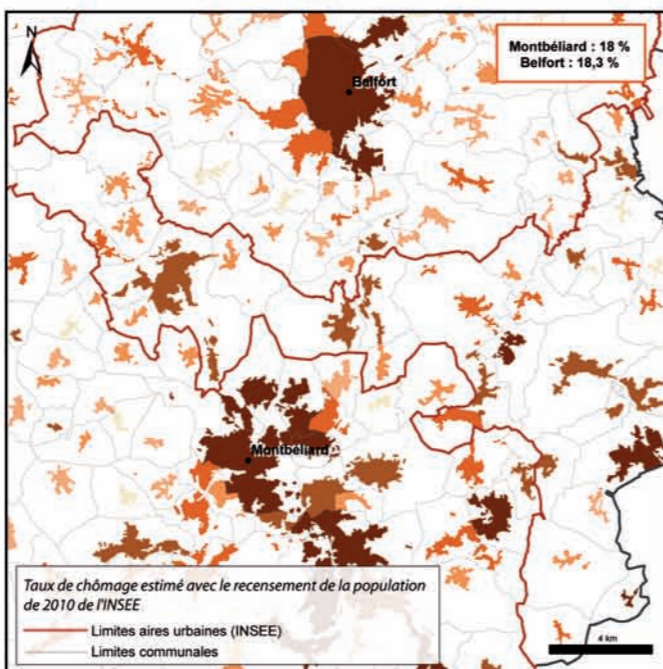 N
Montbéliard : 18 %
Belfort : 18,3 %
Belfort
Montbéliard
Taux de chômage estimé avec le recensement de la population
de 2010 de l'INSEE
Limites aires urbaines (INSEE)
Limites communales
4 km